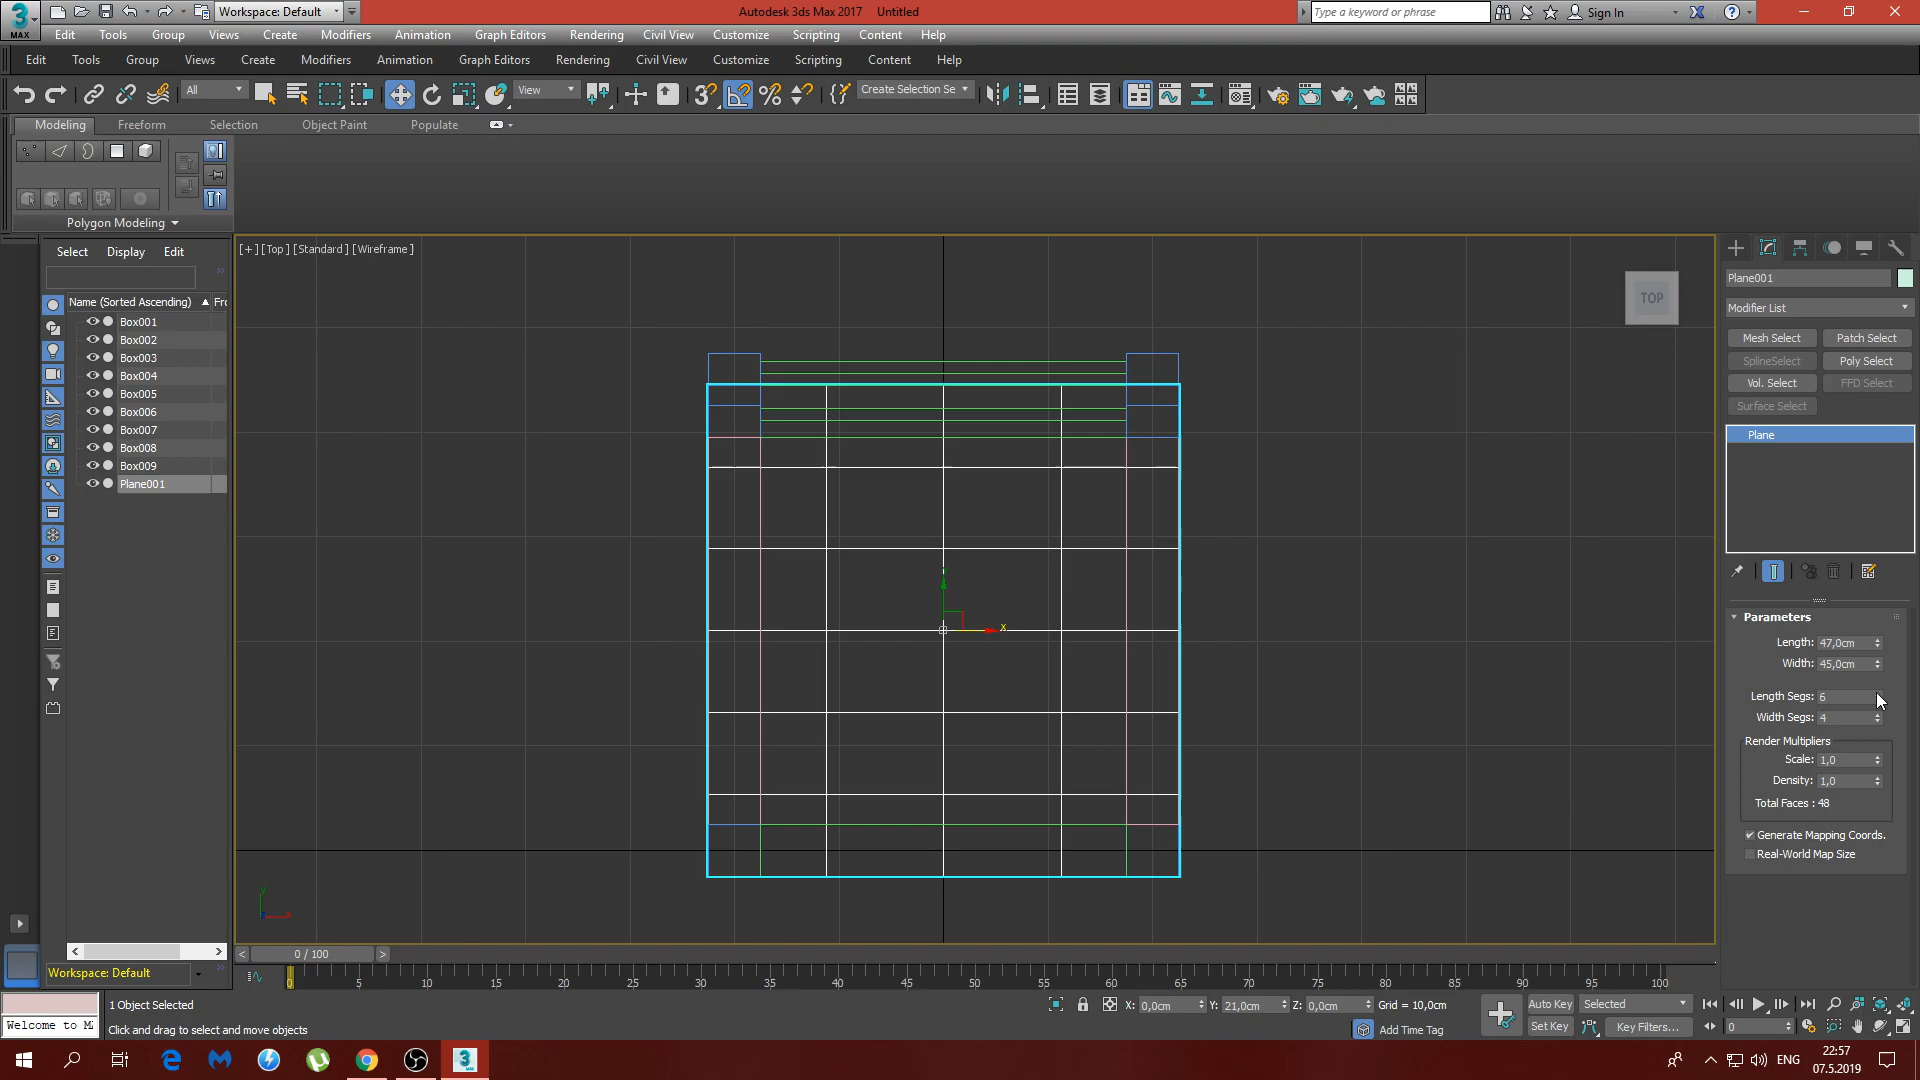 3
MAX
Workspace: Default
Autodesk 3ds Max 2017 Untitled
Type a keyword or phrase
Sign In
Edit Tools Group Views Create Modifiers Animation Graph Editors Rendering Civil View Customize Scripting Content Help
Edit Tools Group Views Create Modifiers Animation Graph Editors Rendering Civil View Customize Scripting Content Help
All
View
Create Selection Se
Modeling Freeform Selection Object Paint Populate
Polygon Modeling
Select Display Edit
Name (Sorted Ascending) Fro
Box001
Box002
Box003
Box004
Box005
Box006
Box007
Box008
Box009
Plane001
[+] [Top] [Standard] [Wireframe]
TOP
x
y
Plane001
Modifier List
Mesh Select Patch Select
SplineSelect Poly Select
Vol. Select FFD Select
Surface Select
Plane
Parameters
Length: 47,0cm
Width: 45,0cm
Length Segs: 6
Width Segs: 4
Render Multipliers
Scale: 1,0
Density: 1,0
Total Faces : 48
Generate Mapping Coords.
Real-World Map Size
< 0 / 100 >
Workspace: Default
0 5 10 15 20 25 30 35 40 45 50 55 60 65 70 75 80 85 90 95 100
1 Object Selected
Welcome to M
Click and drag to select and move objects
X: 0,0cm Y: 21,0cm Z: 0,0cm Grid = 10,0cm
Add Time Tag
Auto Key Selected
Set Key Key Filters...
0
ENG
22:57
07.5.2019